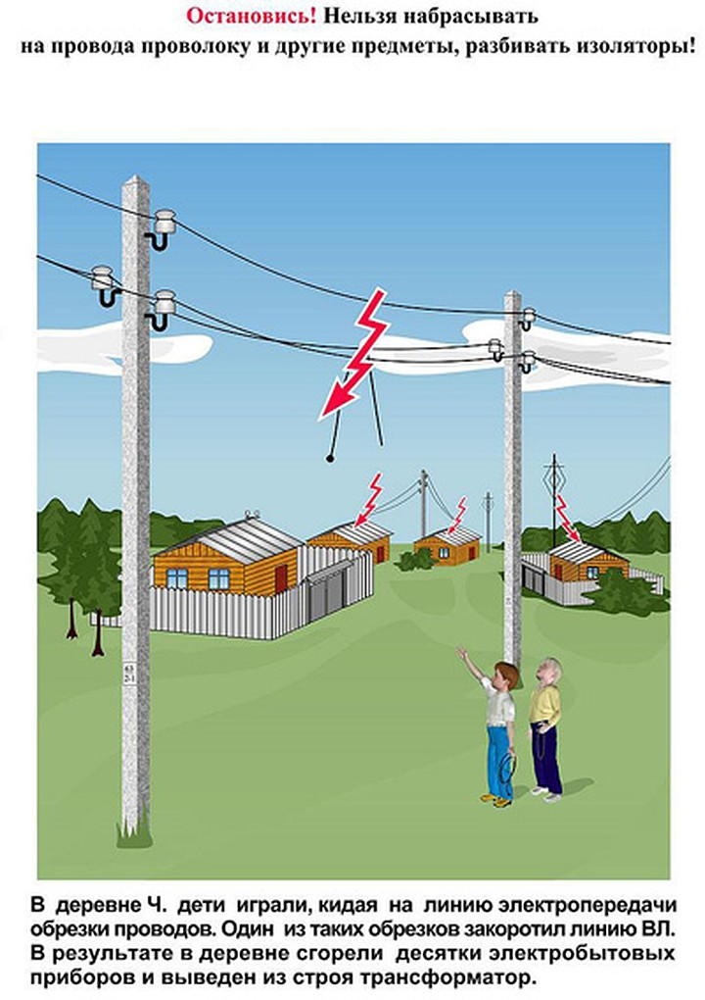 Остановись! Нельзя набрасывать
на провода проволоку и другие предметы, разбивать изоляторы!
63
2-1
В деревне Ч. дети играли, кидая на линию электропередачи
обрезки проводов. Один из таких обрезков закоротил линию ВЛ.
В результате в деревне сгорели десятки электробытовых
приборов и выведен из строя трансформатор.